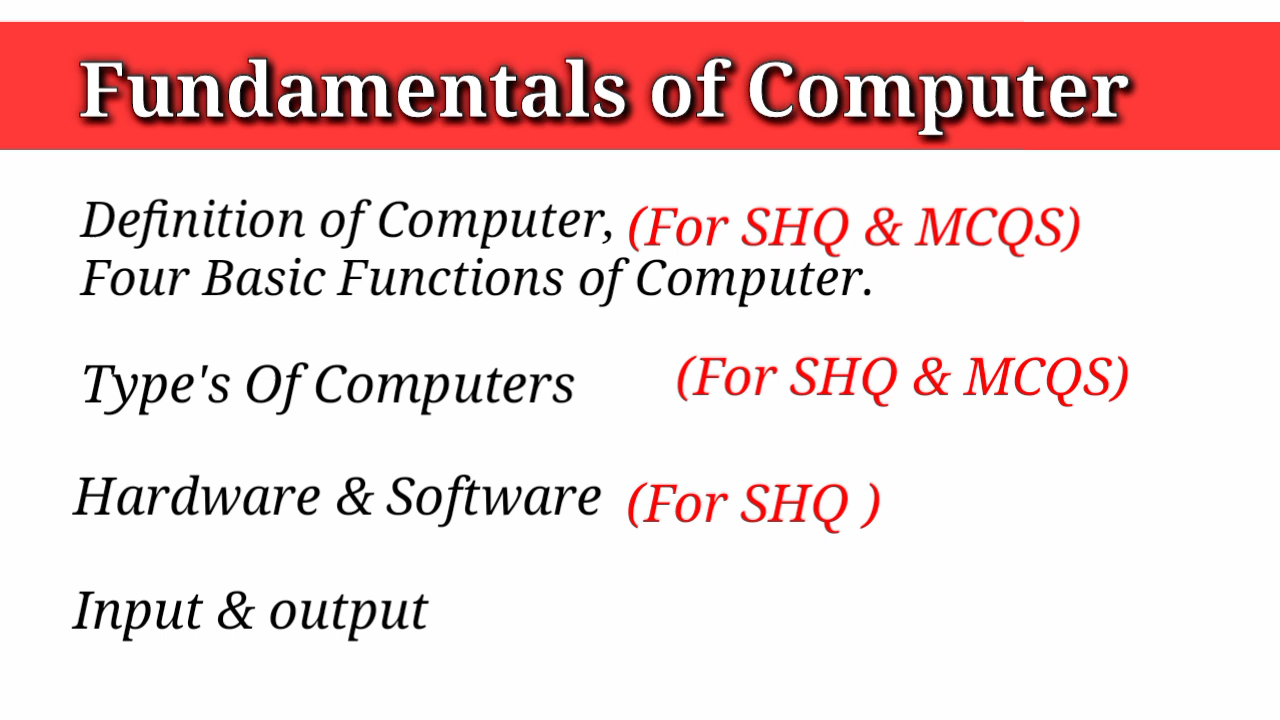 Fundamentals of Computer
Definition of Computer, (For SHQ & MCQS)
Four Basic Functions of Computer.
Type's Of Computers (For SHQ & MCQS)
Hardware & Software (For SHQ )
Input & output